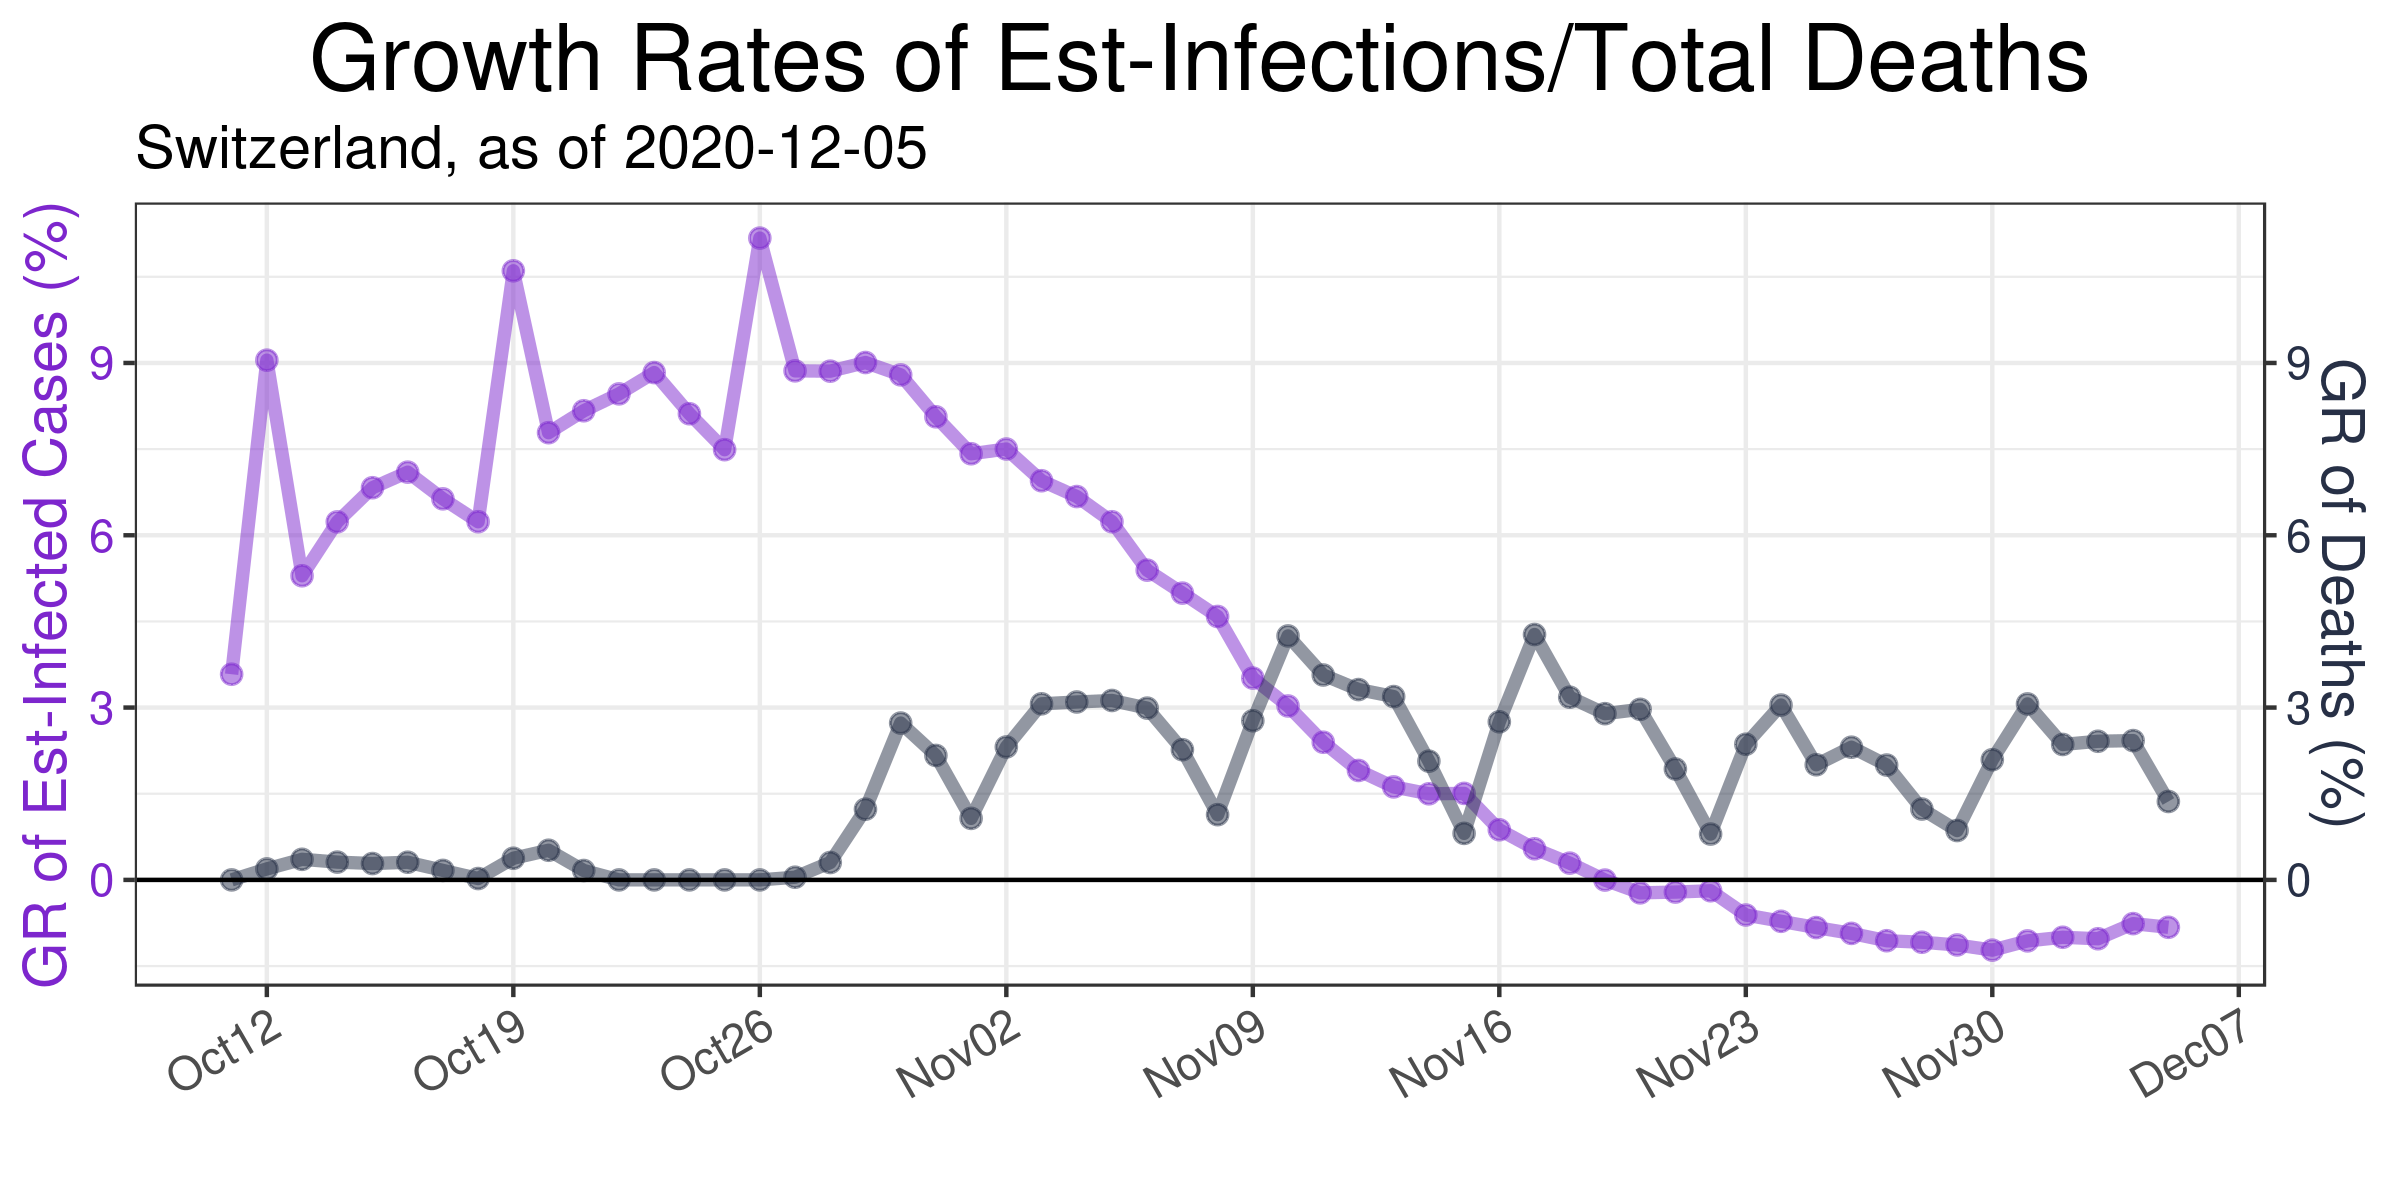 Growth Rates of Est-Infections/Total Deaths
Switzerland, as of 2020-12-05
GR of Est-Infected Cases (%)
9
6
3
0
9
6
3
0
GR of Deaths (%)
Oct12
Oct19
Oct26
Nov02
Nov09
Nov16
Nov23
Nov30
Dec07